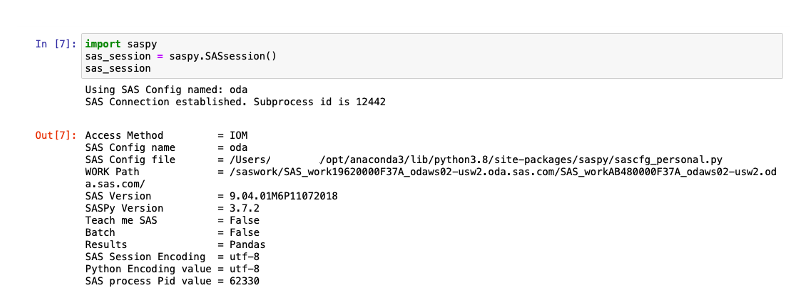 In [7]: import saspy
sas_session = saspy.SASsession()
sas_session
Using SAS Config named: oda
SAS Connection established. Subprocess id is 12442
Out[7]: Access Method = IOM
SAS Config name = oda
SAS Config file = /Users/ /opt/anaconda3/lib/python3.8/site-packages/saspy/sascfg_personal.py
WORK Path = /saswork/SAS_work19620000F37A_odaws02-usw2.oda.sas.com/SAS_workAB480000F37A_odaws02-usw2.od
a.sas.com/
SAS Version = 9.04.01M6P11072018
SASPy Version = 3.7.2
Teach me SAS = False
Batch = False
Results = Pandas
SAS Session Encoding = utf-8
Python Encoding value = utf-8
SAS process Pid value = 62330